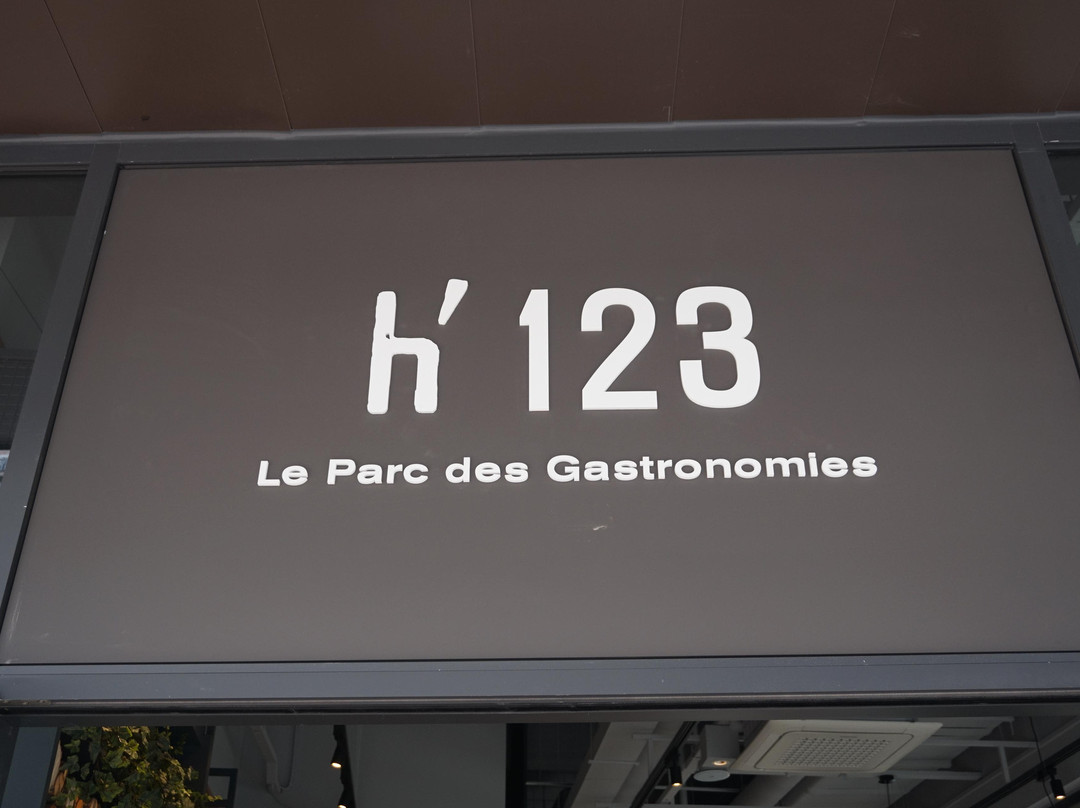 h' 123
Le Parc des Gastronomies